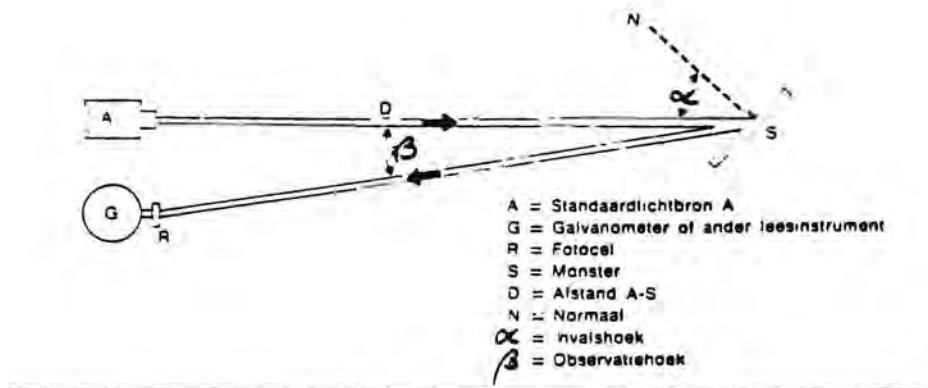 N
α
A
D
S
β
G
R
A = Standaardlichtbron A
G = Galvanometer of ander leesinstrument
R = Fotocel
S = Monster
D = Afstand A-S
N = Normaal
α = Invalshoek
β = Observatiehoek